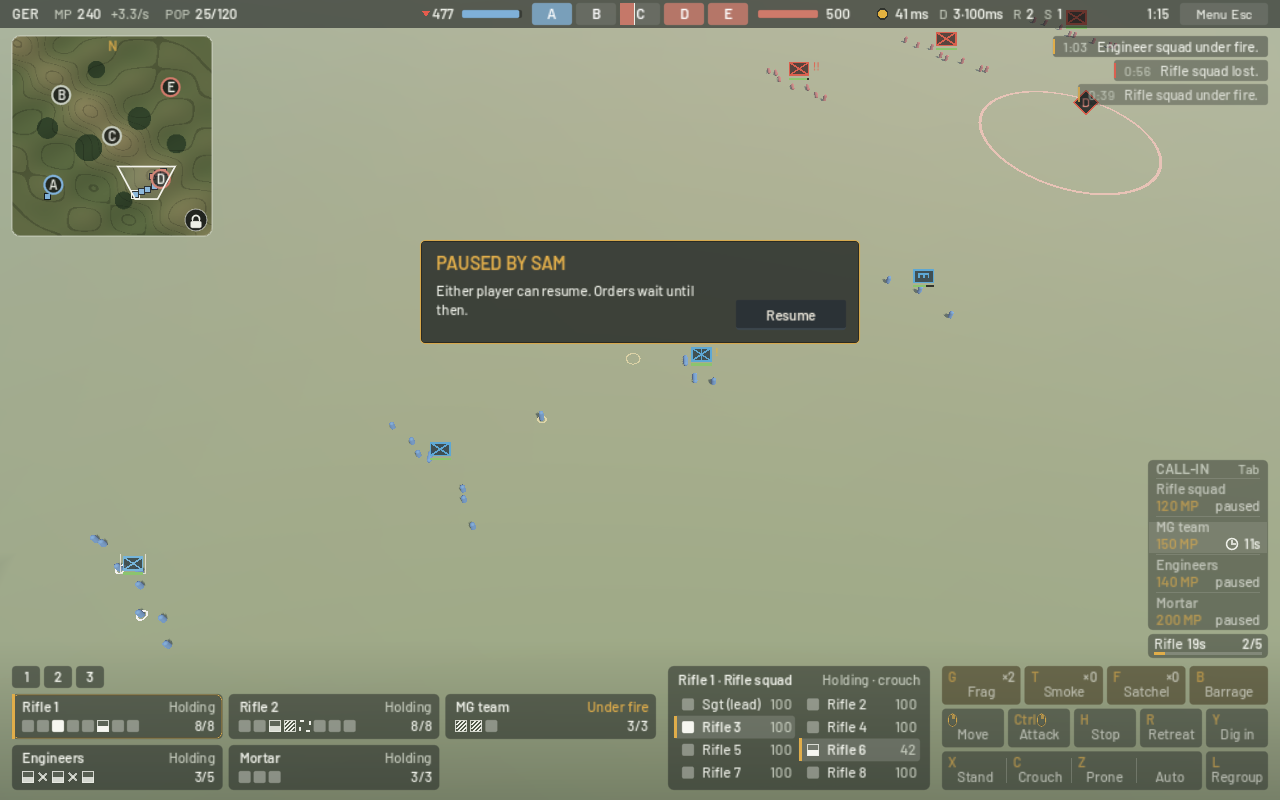 GER MP 240 +3.3/s POP 25/120
477 A B C D E 500
41ms D 3·100ms R 2 S 1 1:15 Menu Esc
N
B
E
C
A
D
1:03 Engineer squad under fire.
0:56 Rifle squad lost.
0:39 Rifle squad under fire.
D
!!
PAUSED BY SAM
Either player can resume. Orders wait until
then.
Resume
CALL-IN Tab
Rifle squad
120 MP paused
MG team
150 MP 11s
Engineers
140 MP paused
Mortar
200 MP paused
Rifle 19s 2/5
1 2 3
Rifle 1 Holding
8/8
Rifle 2 Holding
8/8
MG team Under fire
3/3
Engineers Holding
3/5
Mortar Holding
3/3
Rifle 1 · Rifle squad Holding · crouch
Sgt (lead) 100 Rifle 2 100
Rifle 3 100 Rifle 4 100
Rifle 5 100 Rifle 6 42
Rifle 7 100 Rifle 8 100
G ×2 Frag
T ×0 Smoke
F ×0 Satchel
B Barrage
Move
Ctrl Attack
H Stop
R Retreat
Y Dig in
X Stand
C Crouch
Z Prone
Auto
L Regroup